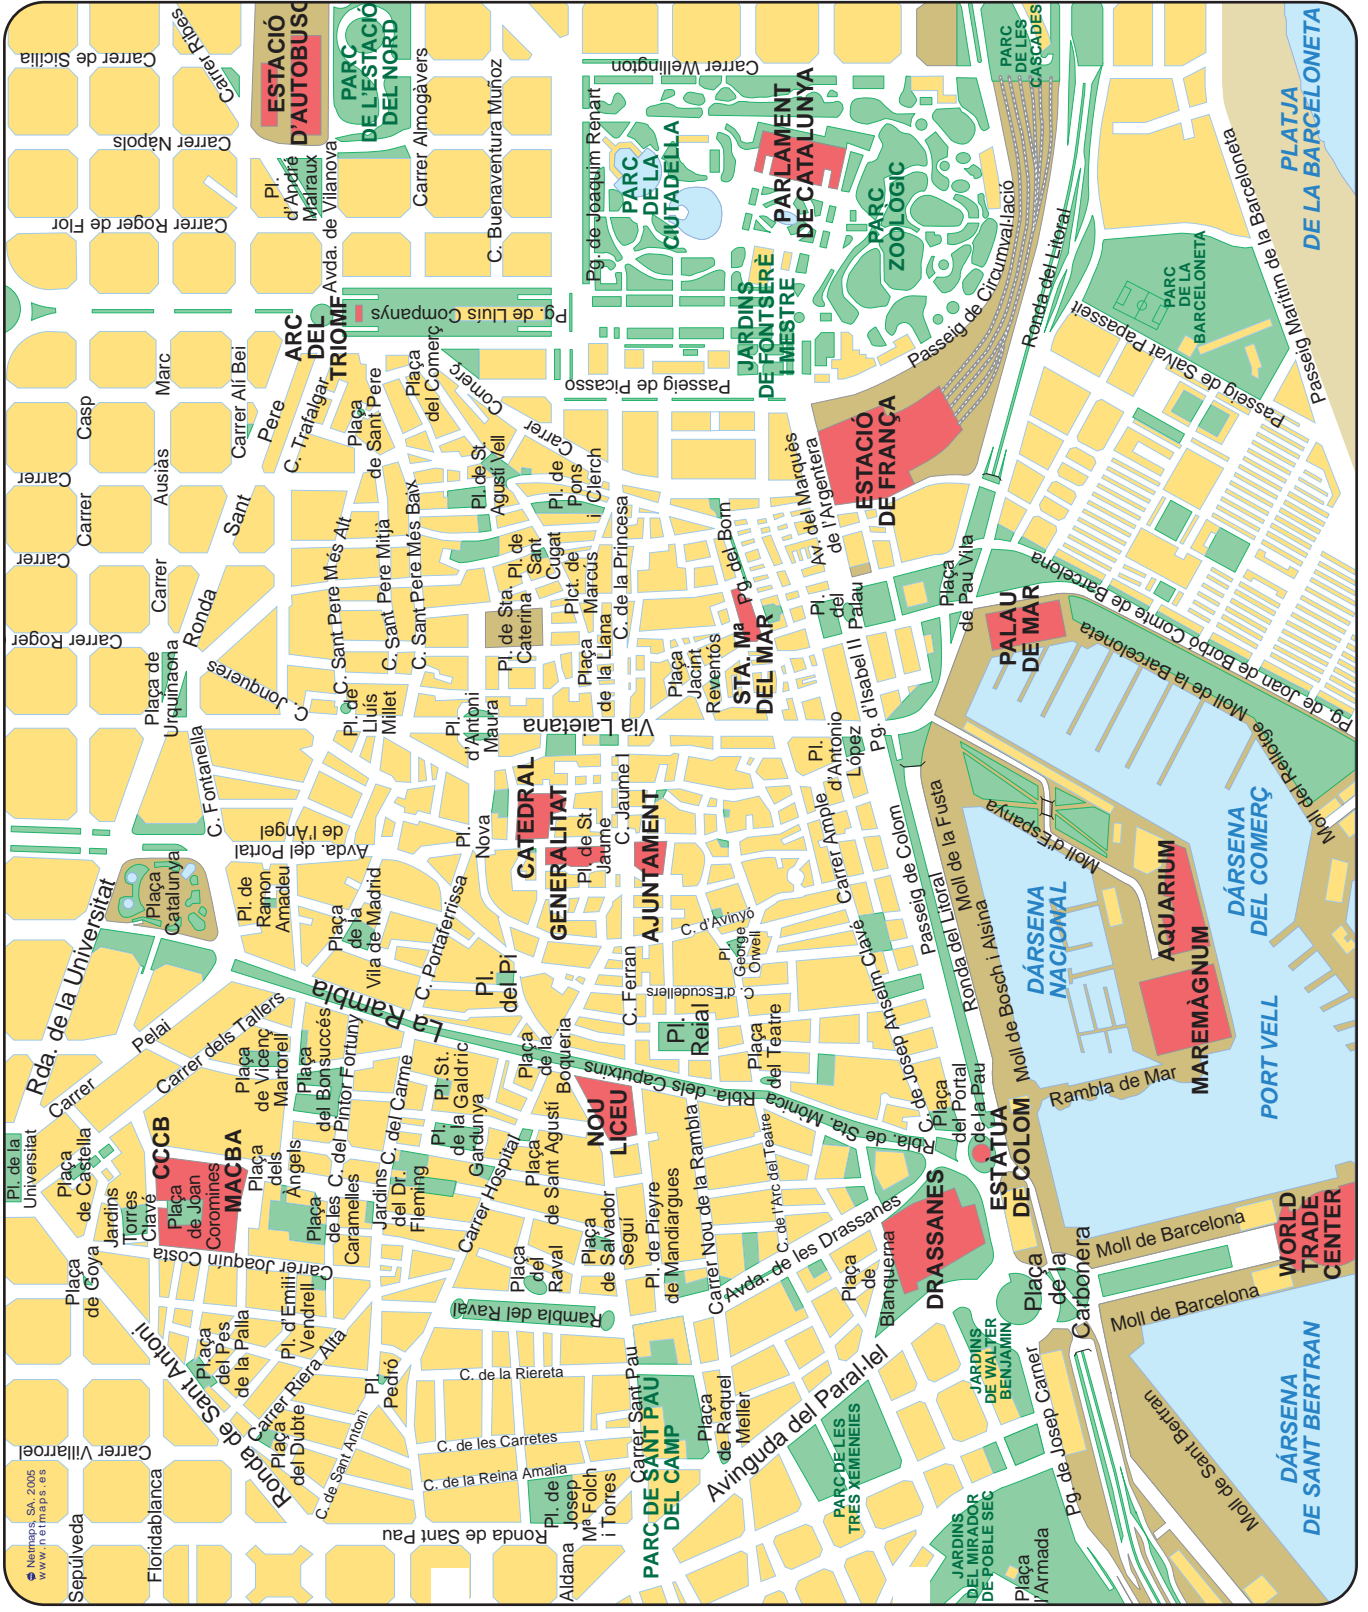 Netmaps, SA. 2005
www.netmaps.es
Sepúlveda
Floridablanca
Carrer Villarroel
Ronda de Sant Antoni
Plaça
de Goya
Pl. de la
Universitat
Plaça
de Castella
Jardins
Torres
Clavé
CCCB
Plaça
de Joan
Coromines
MACBA
Carrer Joaquín Costa
Plaça
dels
Àngels
Plaça
de les
Caramelles
Pl.aça
del Pes
de la Palla
Pl. d'Emili
Vendrell
Carrer Riera Alta
Plaça
del Dubte
C. de Sant Antoni
Pl.
Pedró
Ronda de Sant Pau
C. de la Riereta
C. de les Carretes
C. de la Reina Amalia
Pl. de
Josep
Mª Folch
i Torres
Aldana
Carrer Sant Pau
PARC DE SANT PAU
DEL CAMP
Plaça
de Raquel
Meller
Avinguda del Paral·lel
PARC DE LES
TRES XEMENEIES
JARDINS
DEL MIRADOR
DE POBLE SEC
Plaça
l'Armada
Pg. de Josep Carner
JARDINS
DE WALTER
BENJAMIN
Plaça
de la
Carbonera
Moll de Sant Bertran
DÁRSENA
DE SANT BERTRAN
Moll de Barcelona
Moll de Barcelona
WORLD
TRADE
CENTER
Rda. de la Universitat
Carrer
Pelai
Carrer dels Tallers
Plaça
de Vicenç
Martorell
Plaça
del Bonsuccés
C. del Pintor Fortuny
C. del Carme
Jardins
del Dr.
Fleming
Pl.
de la
Gardunya
Pl. St.
Galdric
Carrer Hospital
Plaça
de Sant Agustí
Plaça
del
Raval
Rambla del Raval
Plaça
de Salvador
Seguí
Pl. de Pieyre
de Mandiargues
Carrer Nou de la Rambla
C. de l'Arc del Teatre
Avda. de les Drassanes
Plaça
de
Blanquerna
DRASSANES
ESTÀTUA
DE COLOM
Plaça
del Portal
de la Pau
Rbla. de Sta. Mònica
Rbla dels Caputxins
La Rambla
NOU
LICEU
Plaça
de la
Boqueria
Plaça
Catalunya
Pl. de
Ramon
Amadeu
Avda. del Portal
de l'Àngel
Plaça
de la
Vila de Madrid
C. Portaferrissa
Pl.
del Pi
Pl.
Nova
CATEDRAL
GENERALITAT
Pl. de St.
Jaume
C. Jaume I
AJUNTAMENT
C. Ferran
Pl.
Reial
C. d'Escudellers
C. d'Avinyó
Pl.
George
Orwell
Plaça
del Teatre
C. de Josep Anselm Clavé
Carrer Ample
Passeig de Colom
Ronda del Litoral
Ronda del Litoral
Moll de la Fusta
Moll de Bosch i Alsina
Rambla de Mar
MAREMÀGNUM
AQUARIUM
DÁRSENA
NACIONAL
PORT VELL
DÁRSENA
DEL COMERÇ
Moll d'Espanya
Moll del Rellotge
Moll de la Barceloneta
Pg. de Joan de Borbó Comte de Barcelona
PALAU
DE MAR
Plaça
de Pau Vila
Pl.
d'Antonio
López
Pg. d'Isabel II
Pl.
del
Palau
Via Laietana
C. Fontanella
Plaça de
Urquinaona
C. Jonqueres
Ronda
Sant
Pere
Carrer Roger
Carrer
Carrer
Carrer
Casp
Carrer
Ausiàs
Marc
Carrer Alí Bei
C. Trafalgar
Pl. de
Lluís
Millet
C. Sant Pere Més Alt
C. Sant Pere Mitjà
C. Sant Pere Més Baix
Plaça
de Sant Pere
Plaça
del Comerç
Carrer
Comerç
Pl.
d'Antoni
Maura
Pl. de Sta.
Caterina
Pl. de
Sant
Cugat
Pl. de St.
Agustí Vell
Pl. de
Pons
i Clerch
Plct. de
Marcús
Plaça
de la Llana
C. de la Princesa
Plaça
Jacint
Reventós
STA. Mª
DEL MAR
Pg. del Born
Av. del Marquès
de l'Argentera
ESTACIÓ
DE FRANÇA
ARC
DEL
TRIOMF
Pg. de Lluís Companys
Passeig de Picasso
Avda. de Vilanova
Pl.
d'André
Malraux
Carrer Roger de Flor
Carrer Nàpols
Carrer de Sicília
Carrer Ribes
ESTACIÓ
D'AUTOBUSO
PARC
DE L'ESTACIÓ
DEL NORD
Carrer Almogàvers
C. Buenaventura Muñoz
Carrer Wellington
Pg. de Joaquim Renart
PARC
DE LA
CIUTADELLA
PARLAMENT
DE CATALUNYA
PARC
ZOOLÒGIC
JARDINS
DE FONTSERÈ
I MESTRE
Passeig de Circumval·lació
PARC
DE LES
CASCADES
Ronda del Litoral
PARC
DE LA
BARCELONETA
Passeig de Salvat Papasseit
Passeig Marítim de la Barceloneta
Passeig Marítim de la Barceloneta
PLATJA
DE LA BARCELONETA